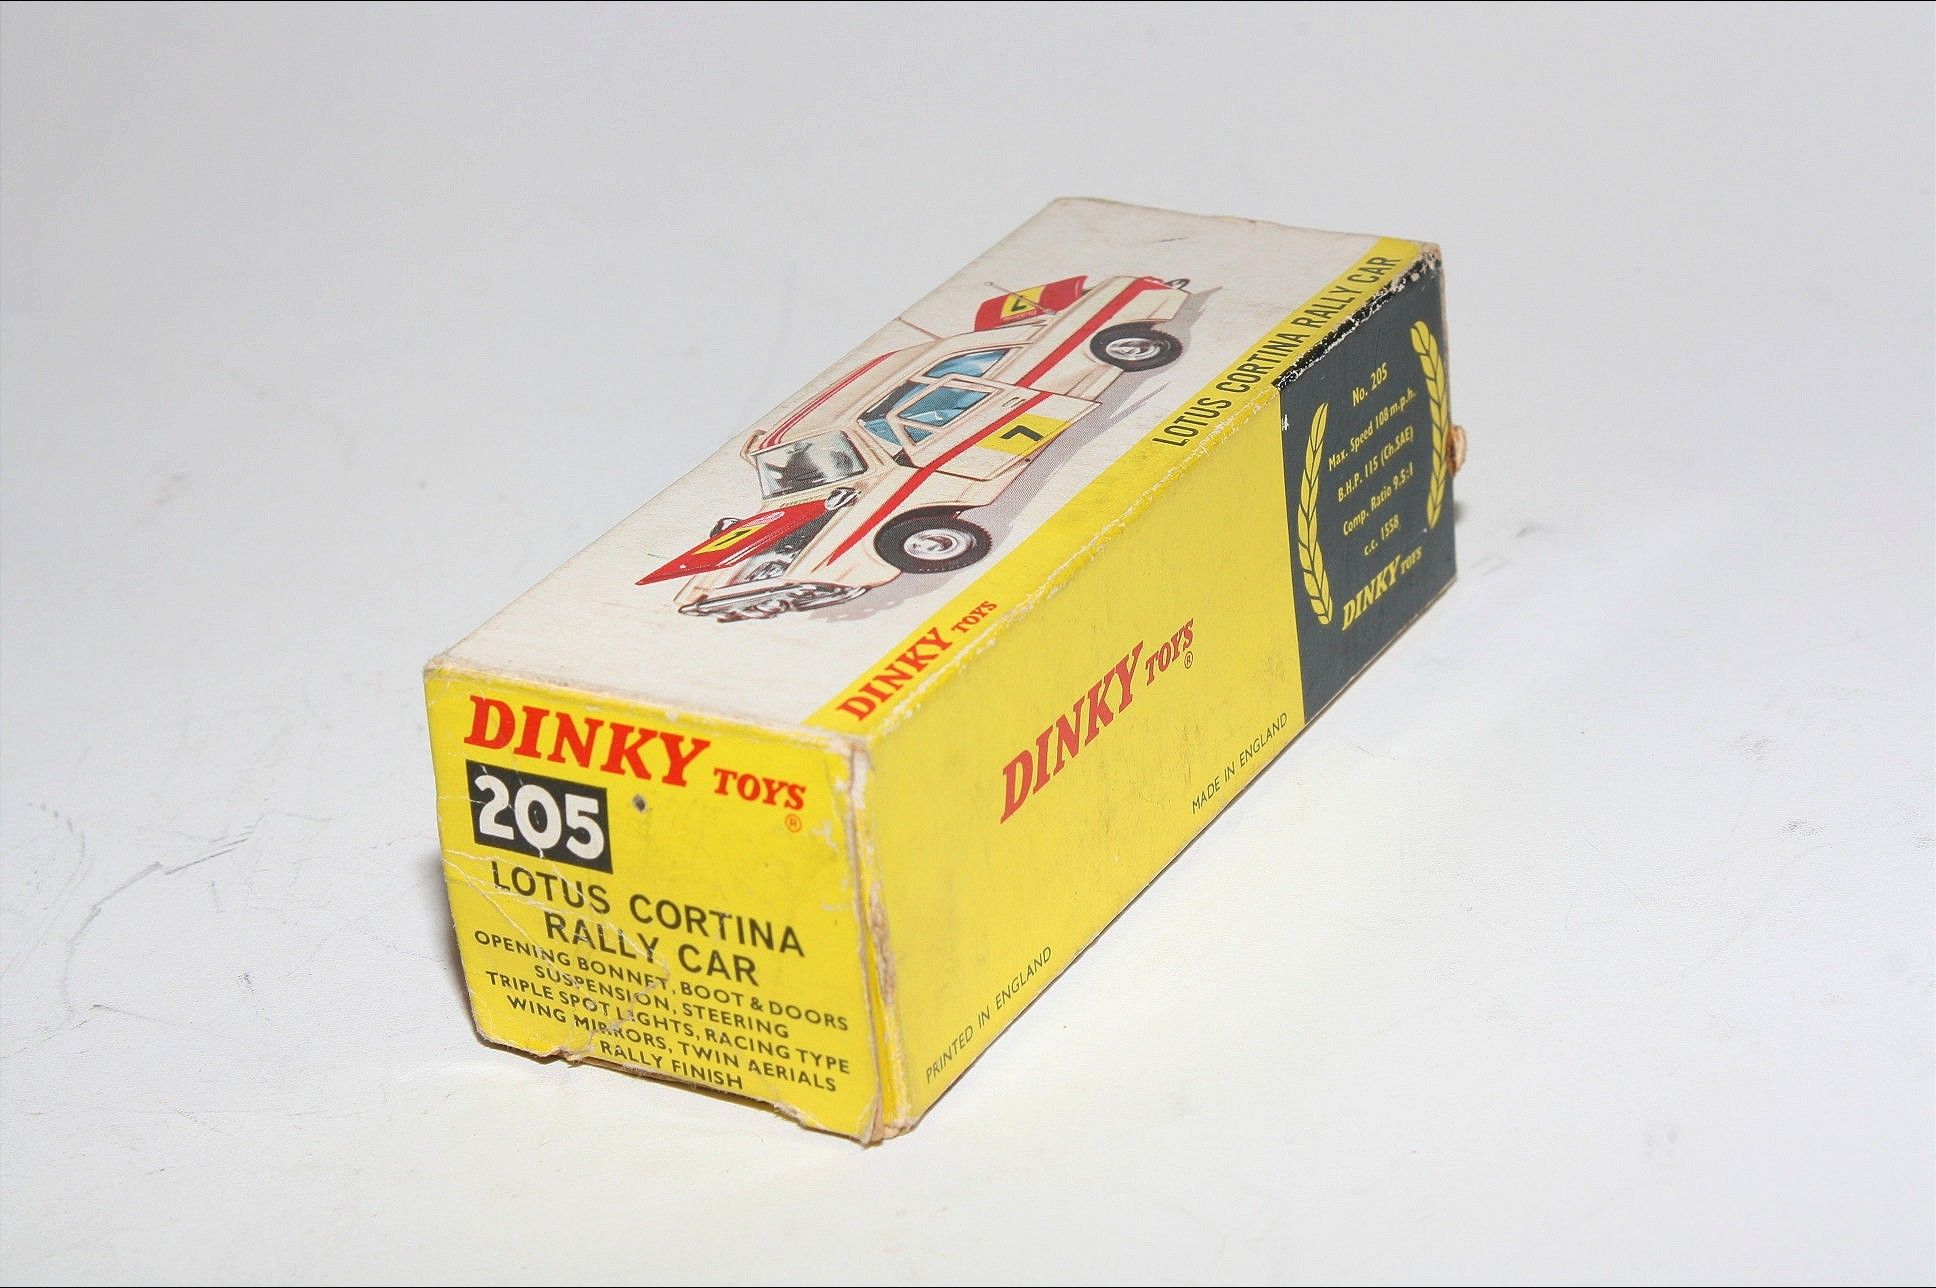 LOTUS CORTINA RALLY CAR
7
7
7
DINKY TOYS
DINKY TOYS®
205
LOTUS CORTINA
RALLY CAR
OPENING BONNET, BOOT & DOORS
SUSPENSION, STEERING
TRIPLE SPOT LIGHTS, RACING TYPE
WING MIRRORS, TWIN AERIALS
RALLY FINISH
DINKY TOYS®
MADE IN ENGLAND
PRINTED IN ENGLAND
No. 205
Max. Speed 108 m.p.h.
B.H.P. 115 (Ch.SAE)
Comp. Ratio 9.5:1
c.c. 1558
DINKY TOYS